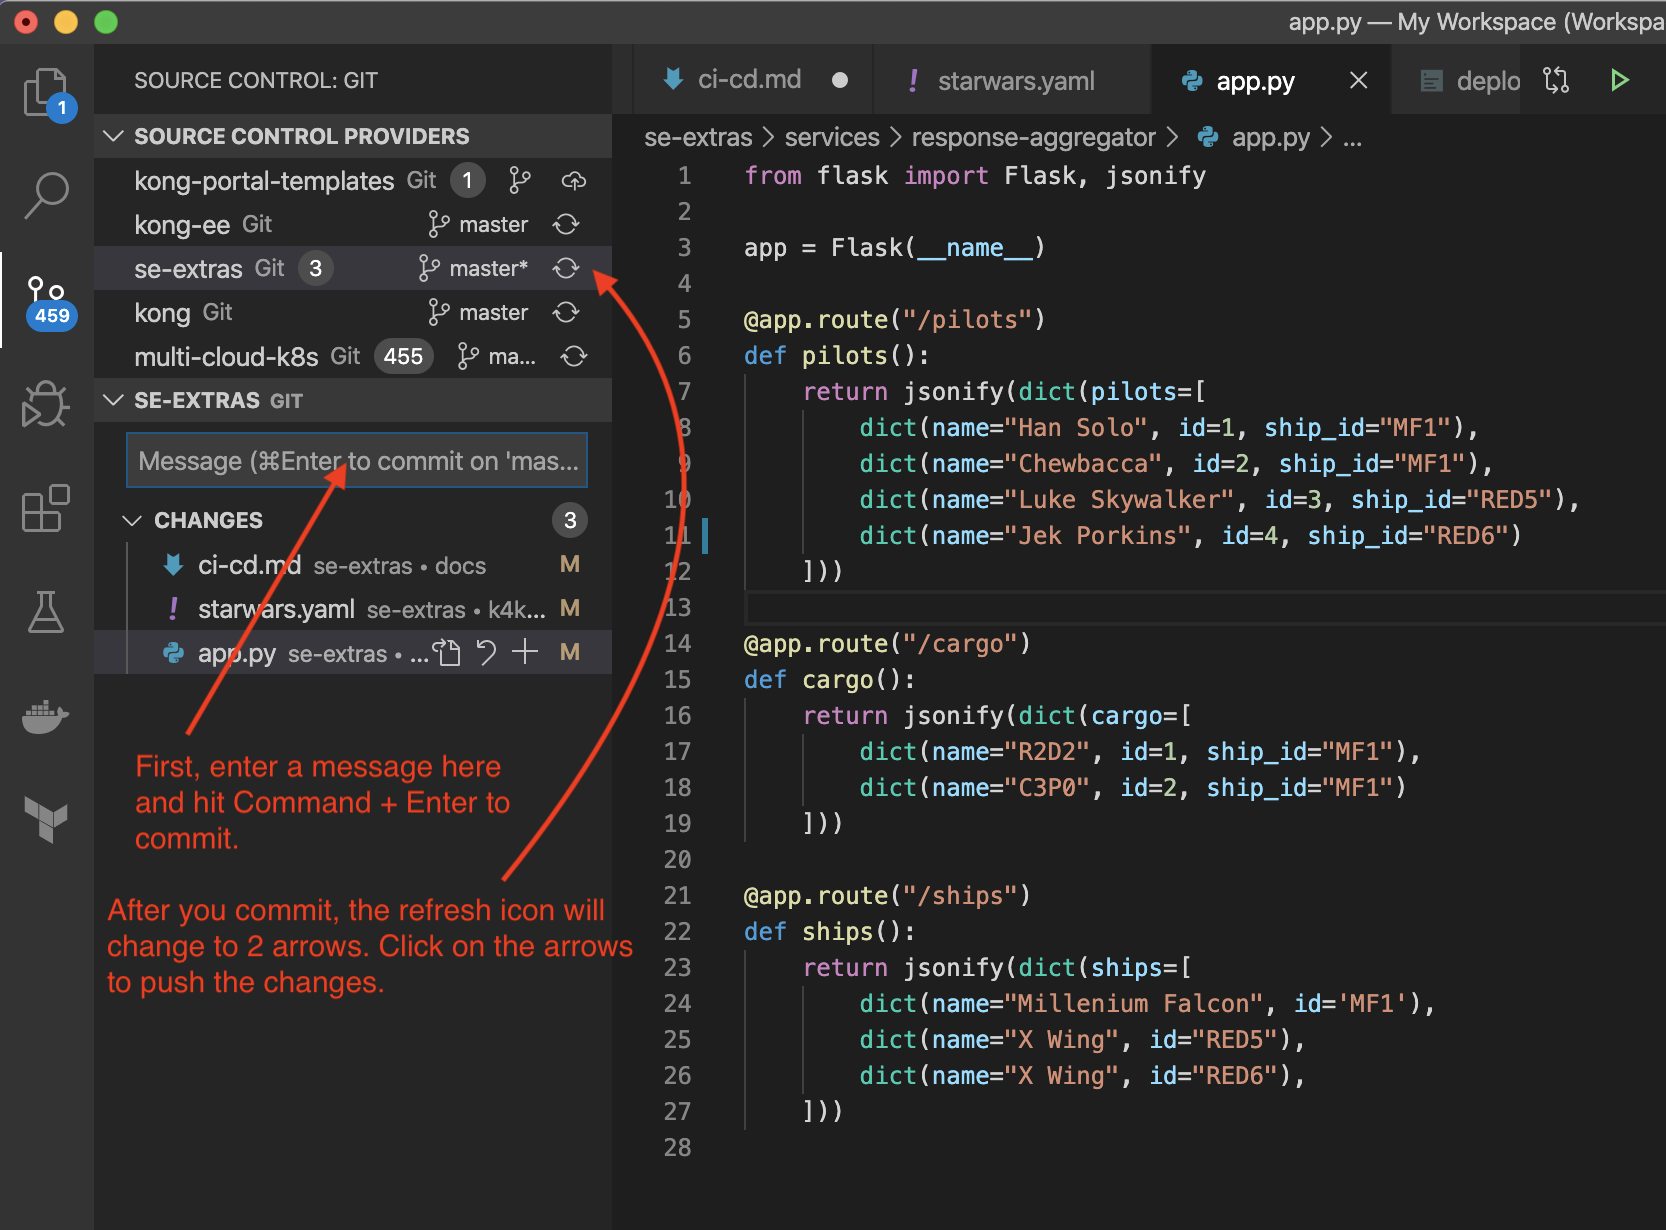 app.py — My Workspace (Workspa
1
459
SOURCE CONTROL: GIT
SOURCE CONTROL PROVIDERS
kong-portal-templates Git 1
kong-ee Git master
se-extras Git 3 master*
kong Git master
multi-cloud-k8s Git 455 ma...
SE-EXTRAS GIT
Message (⌘Enter to commit on 'mas...
CHANGES 3
ci-cd.md se-extras • docs M
! starwars.yaml se-extras • k4k... M
app.py se-extras • ... M
First, enter a message here
and hit Command + Enter to
commit.
After you commit, the refresh icon will
change to 2 arrows. Click on the arrows
to push the changes.
ci-cd.md ! starwars.yaml app.py deplo
se-extras > services > response-aggregator > app.py > ...
1 from flask import Flask, jsonify
2
3 app = Flask(__name__)
4
5 @app.route("/pilots")
6 def pilots():
7 return jsonify(dict(pilots=[
8 dict(name="Han Solo", id=1, ship_id="MF1"),
9 dict(name="Chewbacca", id=2, ship_id="MF1"),
10 dict(name="Luke Skywalker", id=3, ship_id="RED5"),
11 dict(name="Jek Porkins", id=4, ship_id="RED6")
12 ]))
13
14 @app.route("/cargo")
15 def cargo():
16 return jsonify(dict(cargo=[
17 dict(name="R2D2", id=1, ship_id="MF1"),
18 dict(name="C3P0", id=2, ship_id="MF1")
19 ]))
20
21 @app.route("/ships")
22 def ships():
23 return jsonify(dict(ships=[
24 dict(name="Millenium Falcon", id='MF1'),
25 dict(name="X Wing", id="RED5"),
26 dict(name="X Wing", id="RED6"),
27 ]))
28